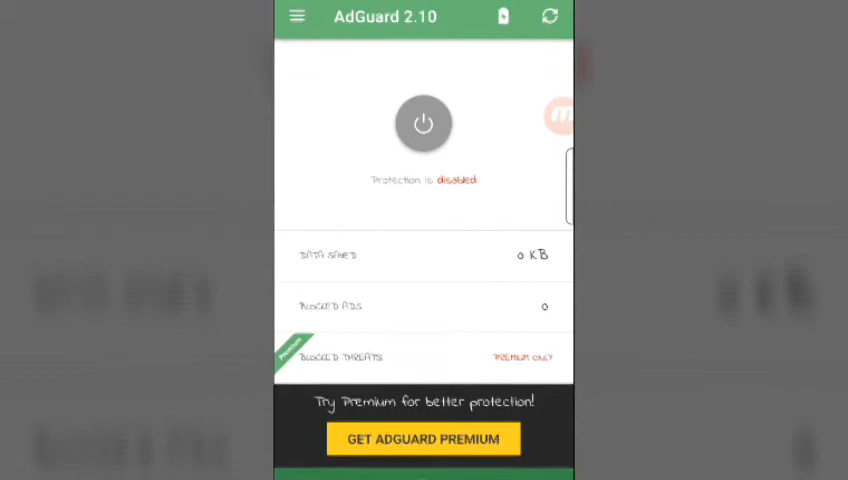 AdGuard 2.10
Protection is disabled
DATA SAVED 0 KB
BLOCKED ADS 0
Premium
BLOCKED THREATS PREMIUM ONLY
Try Premium for better protection!
GET ADGUARD PREMIUM